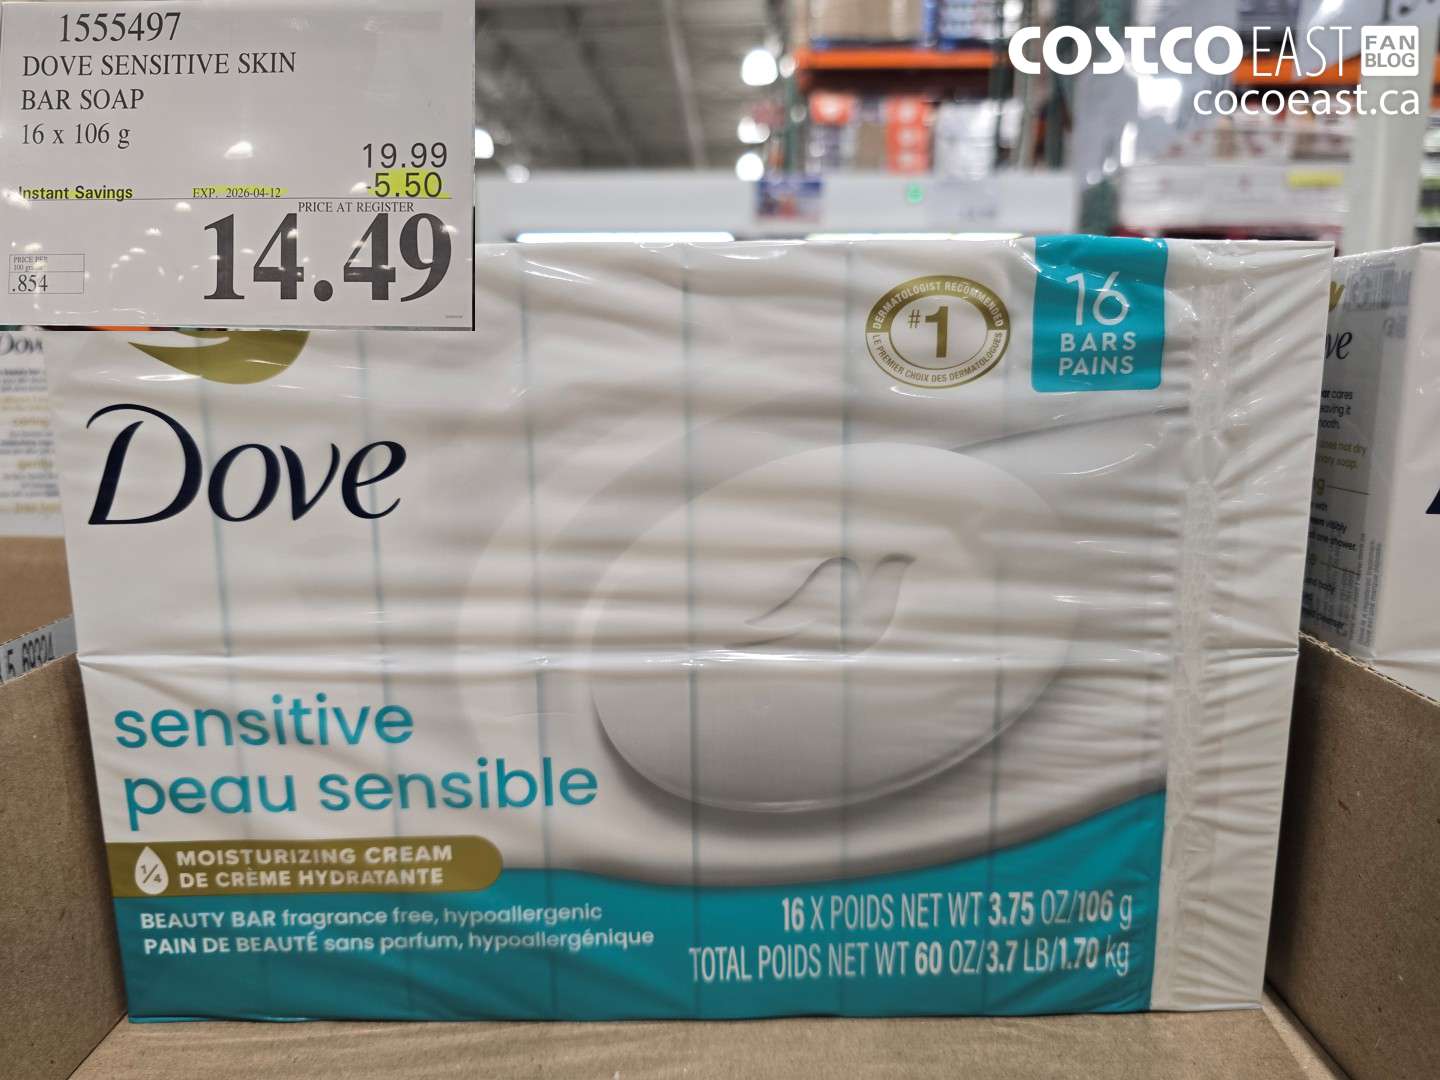 1555497
DOVE SENSITIVE SKIN
BAR SOAP
16 x 106 g
19.99
Instant Savings EXP. 2026-04-12 -5.50
PRICE AT REGISTER
14.49
PRICE PER
.854
COSTCO EAST FAN BLOG
cocoeast.ca
DERMATOLOGIST RECOMMENDED
#1
LE PREMIER CHOIX DES DERMATOLOGUES
16
BARS
PAINS
Dove
sensitive
peau sensible
1/4 MOISTURIZING CREAM
DE CRÈME HYDRATANTE
BEAUTY BAR fragrance free, hypoallergenic
PAIN DE BEAUTÉ sans parfum, hypoallergénique
16 X POIDS NET WT 3.75 OZ/106 g
TOTAL POIDS NET WT 60 OZ/3.7 LB/1.70 kg